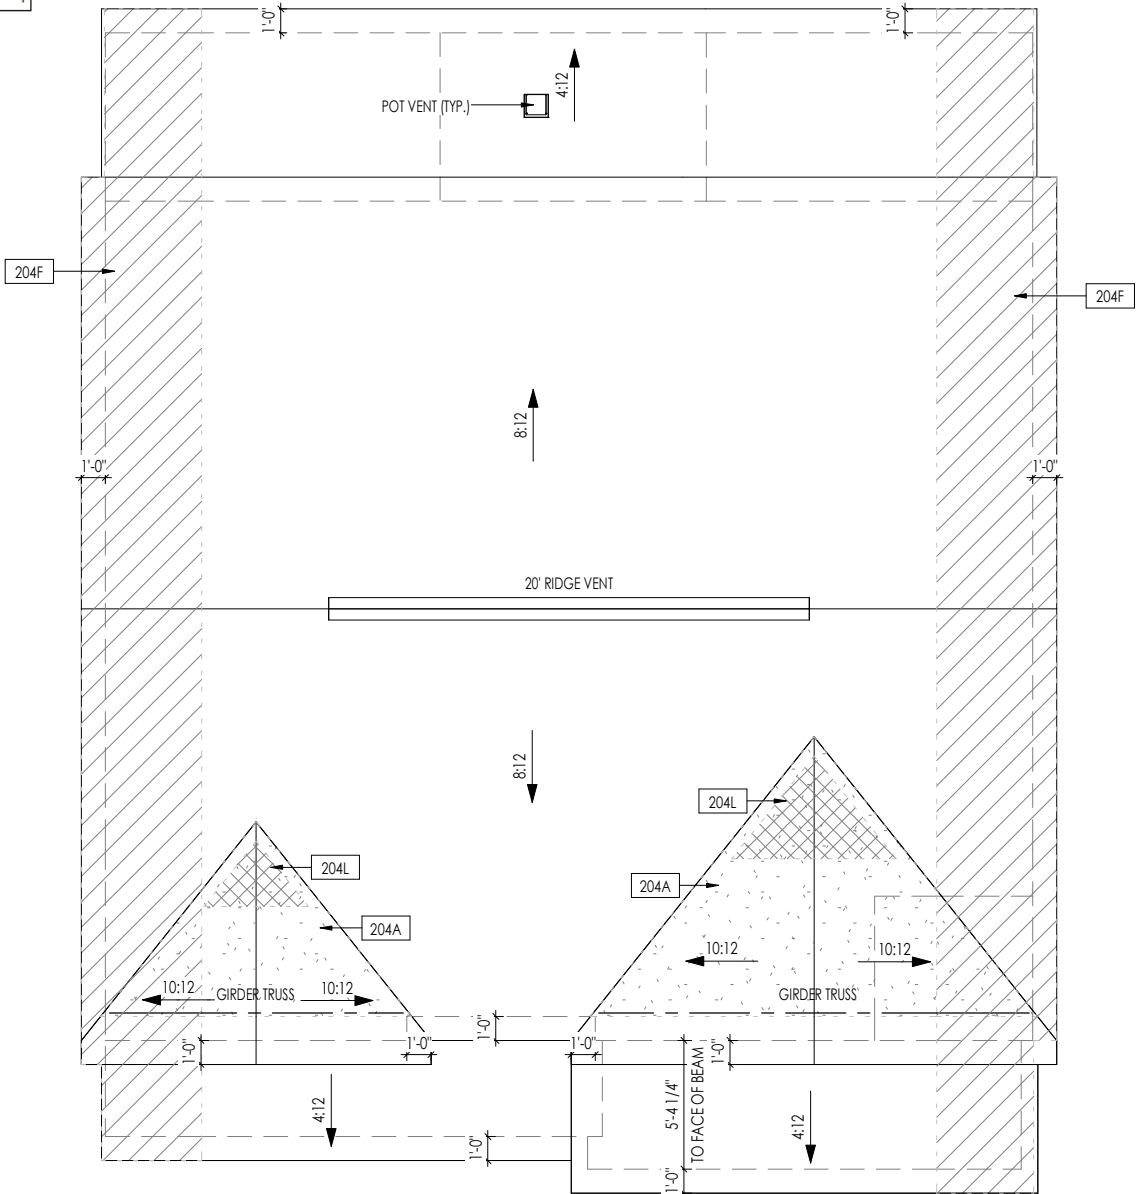 1'-0"
1'-0"
POT VENT (TYP.)
4:12
204F
204F
8:12
1'-0"
1'-0"
20' RIDGE VENT
8:12
204L
204L
204A
204A
10:12
10:12
10:12
GIRDER TRUSS
10:12
GIRDER TRUSS
1'-0"
1'-0"
1'-0"
1'-0"
1'-0"
4:12
5'-4 1/4"
TO FACE OF BEAM
4:12
1'-0"
1'-0"